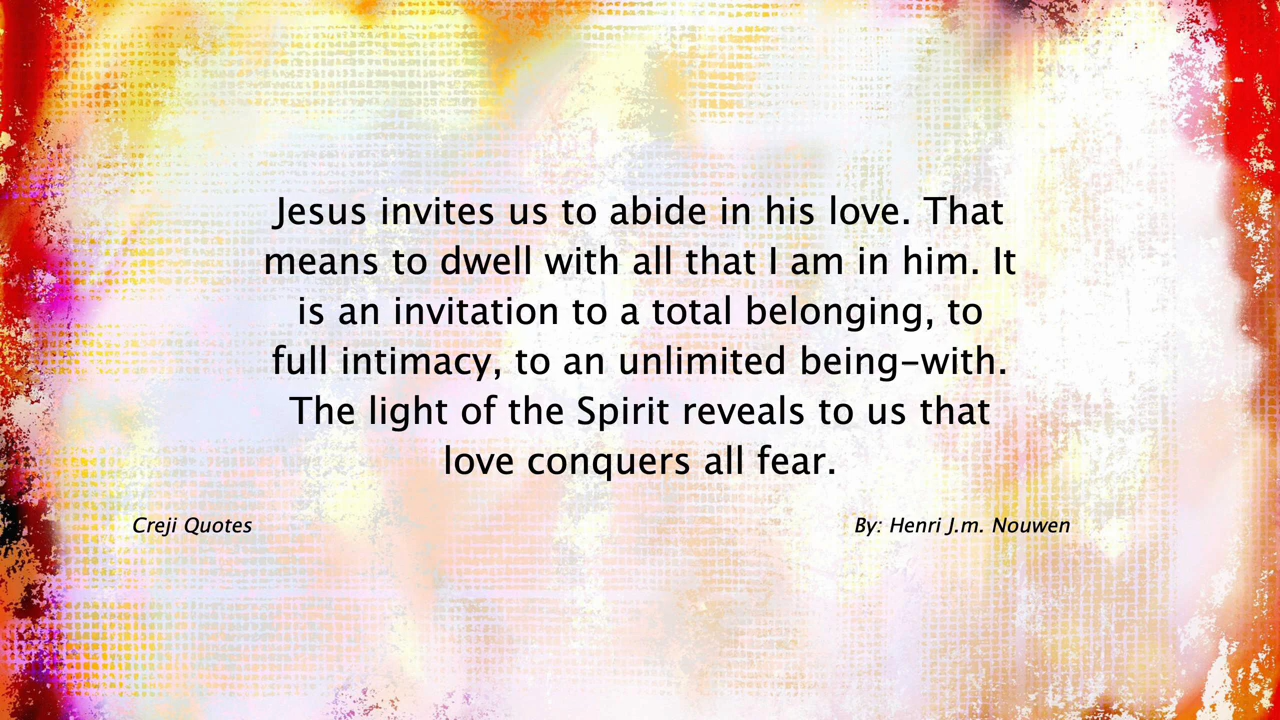 Jesus invites us to abide in his love. That
means to dwell with all that I am in him. It
is an invitation to a total belonging, to
full intimacy, to an unlimited being–with.
The light of the Spirit reveals to us that
love conquers all fear.
Creji Quotes
By: Henri J.m. Nouwen